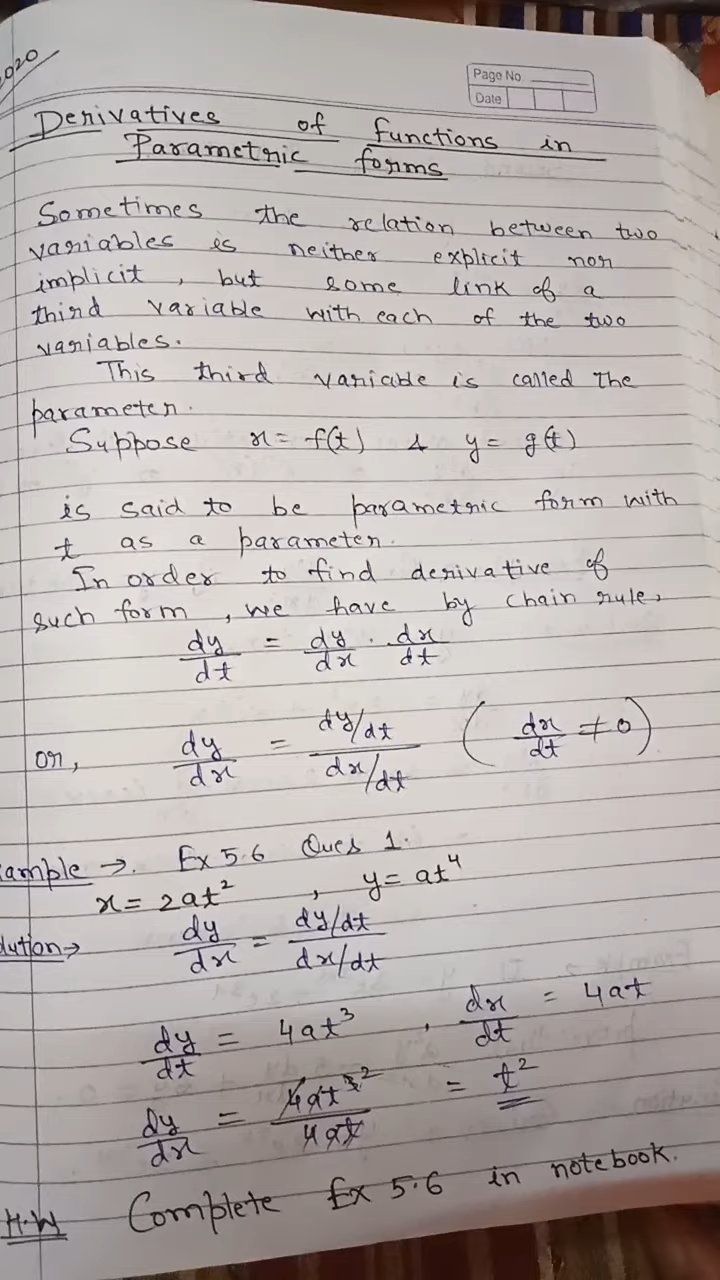 2020
Page No
Date
Derivatives of functions in
Parametric forms
Sometimes the relation between two
variables is neither explicit nor
implicit, but some link of a
third variable with each of the two
variables.
This third variable is called the
parameter.
Suppose x = f(t) & y = g(t)
is said to be parametric form with
t as a parameter.
In order to find derivative of
such form, we have by chain rule,
dy/dt = dy/dx . dx/dt
or, dy/dx = (dy/dt)/(dx/dt) (dx/dt ≠ 0)
ample → Ex 5.6 Ques 1.
x = 2at², y = at⁴
lution → dy/dx = (dy/dt)/(dx/dt)
dy/dt = 4at³, dx/dt = 4at
dy/dx = 4at³ ²/4at = t²
H.W Complete Ex 5.6 in notebook.